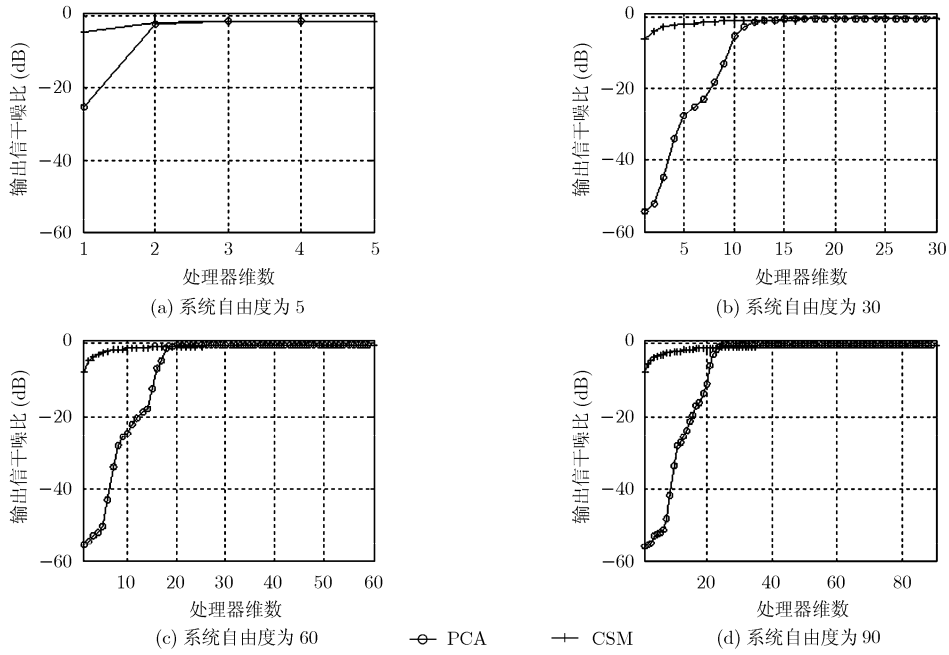 0
−20
−40
−60
输出信干噪比 (dB)
1 2 3 4 5
处理器维数
(a) 系统自由度为 5
0
−20
−40
−60
输出信干噪比 (dB)
5 10 15 20 25 30
处理器维数
(b) 系统自由度为 30
0
−20
−40
−60
输出信干噪比 (dB)
10 20 30 40 50 60
处理器维数
(c) 系统自由度为 60
0
−20
−40
−60
输出信干噪比 (dB)
20 40 60 80
处理器维数
(d) 系统自由度为 90
PCA
CSM